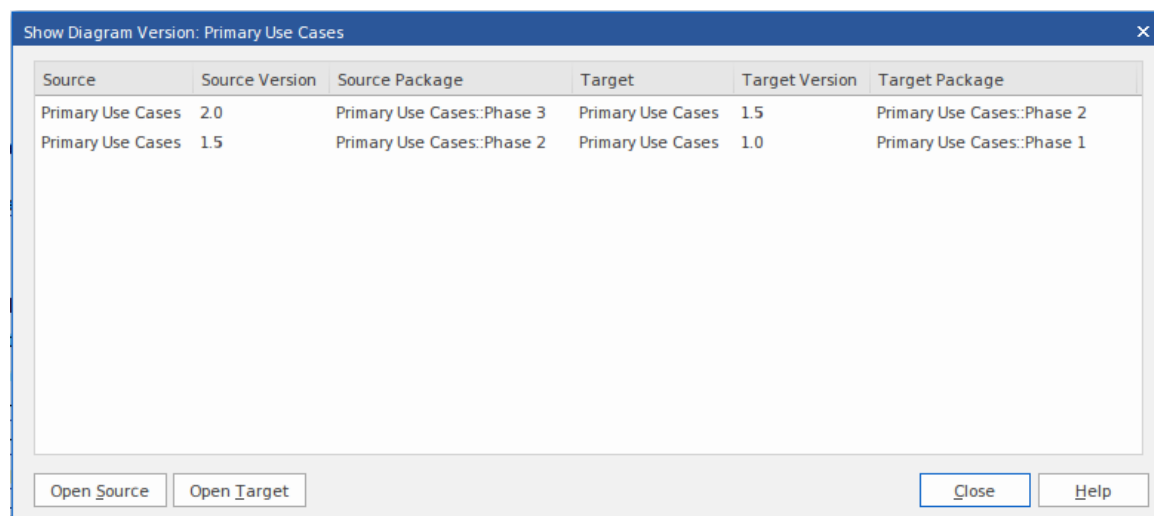 Show Diagram Version: Primary Use Cases
Source Source Version Source Package Target Target Version Target Package
Primary Use Cases 2.0 Primary Use Cases::Phase 3 Primary Use Cases 1.5 Primary Use Cases::Phase 2
Primary Use Cases 1.5 Primary Use Cases::Phase 2 Primary Use Cases 1.0 Primary Use Cases::Phase 1
Open Source Open Target Close Help